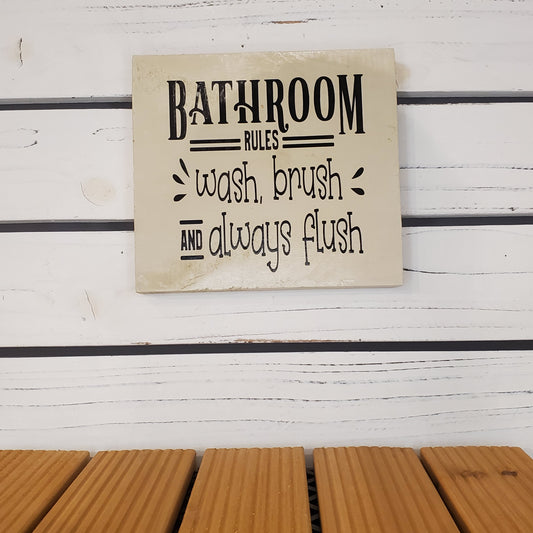 BATHROOM
RULES
wash, brush
AND always flush